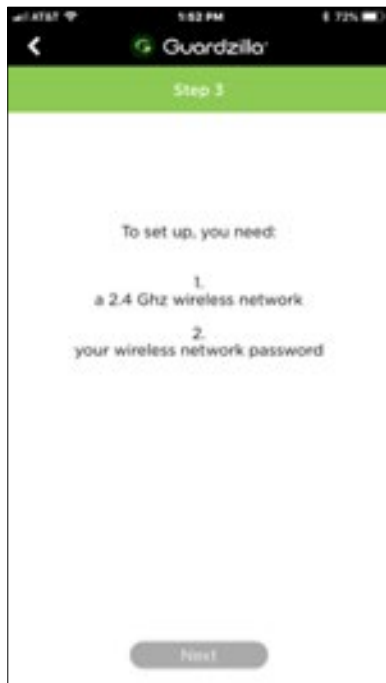 AT&T 1:52 PM 72%
Guardzilla
Step 3
To set up, you need:
1.
a 2.4 Ghz wireless network
2.
your wireless network password
Next